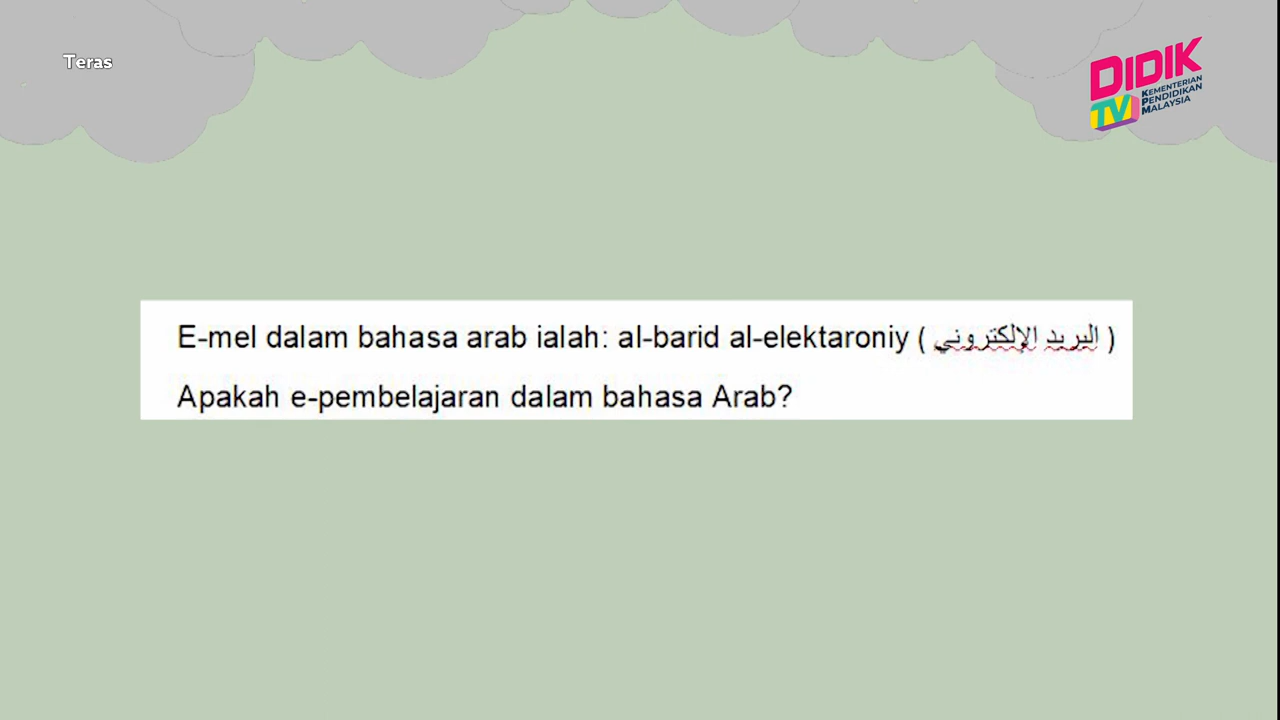 Teras
DIDIK
TV
KEMENTERIAN
PENDIDIKAN
MALAYSIA
E-mel dalam bahasa arab ialah: al-barid al-elektaroniy ( البريد الإلكتروني )
Apakah e-pembelajaran dalam bahasa Arab?